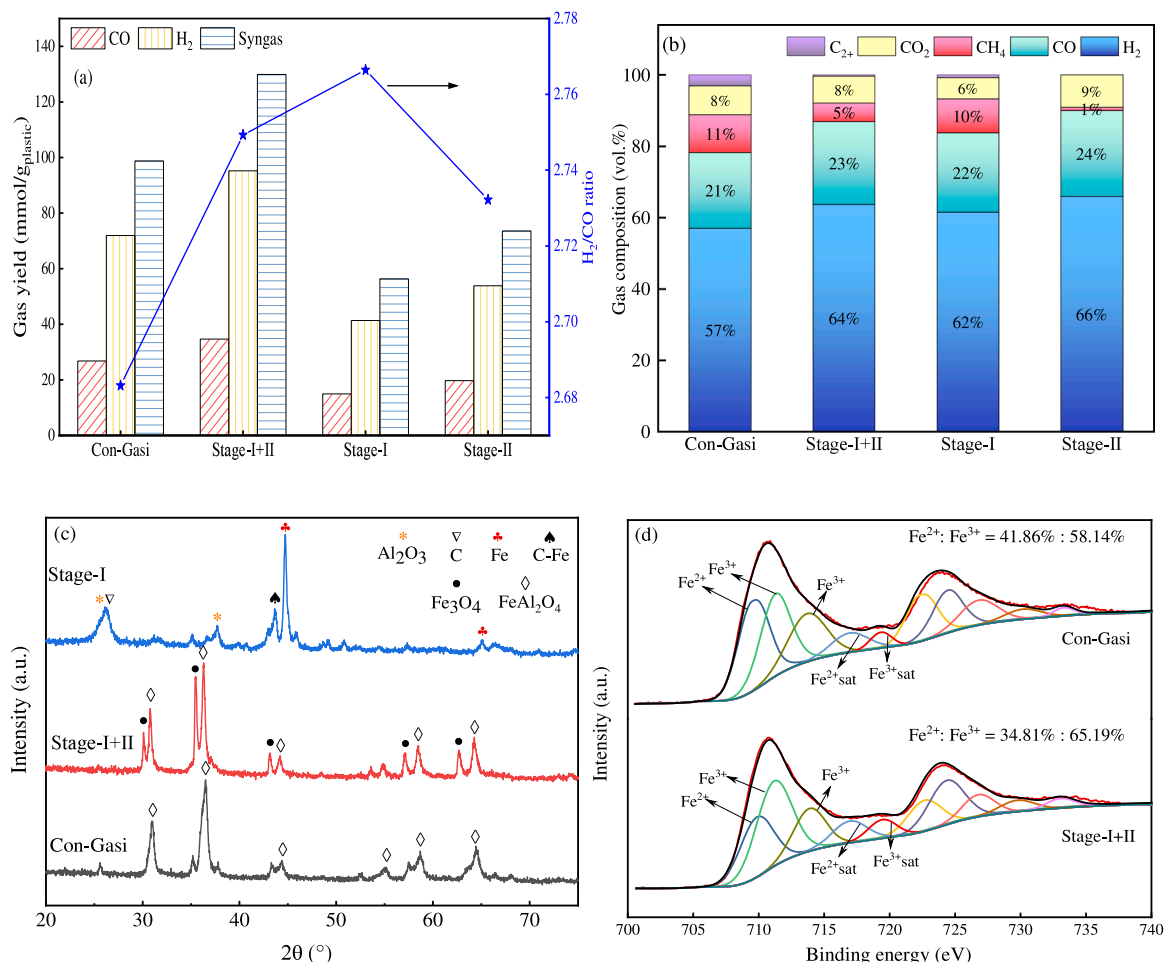 (a)
CO H₂ Syngas
Gas yield (mmol/gplastic)
140
120
100
80
60
40
20
0
2.78
2.76
2.74
2.72
2.70
2.68
H₂/CO ratio
Con-Gasi Stage-I+II Stage-I Stage-II
(b)
C₂₊ CO₂ CH₄ CO H₂
Gas composition (vol.%)
100
80
60
40
20
0
8% 8% 6% 9%
11% 5% 10% 1%
21% 23% 22% 24%
57% 64% 62% 66%
Con-Gasi Stage-I+II Stage-I Stage-II
(c)
* ▽ ♣ ♠
Al₂O₃ C Fe C-Fe
● ◇
Fe₃O₄ FeAl₂O₄
Stage-I
Stage-I+II
Con-Gasi
Intensity (a.u.)
20 30 40 50 60 70
2θ (°)
(d)
Fe²⁺: Fe³⁺ = 41.86% : 58.14%
Fe³⁺
Fe²⁺
Fe³⁺
Con-Gasi
Fe²⁺sat
Fe³⁺sat
Fe²⁺: Fe³⁺ = 34.81% : 65.19%
Fe³⁺
Fe³⁺
Fe²⁺
Stage-I+II
Fe²⁺sat
Fe³⁺sat
Intensity (a.u.)
700 705 711 715 719 725 730 735 740
Binding energy (eV)